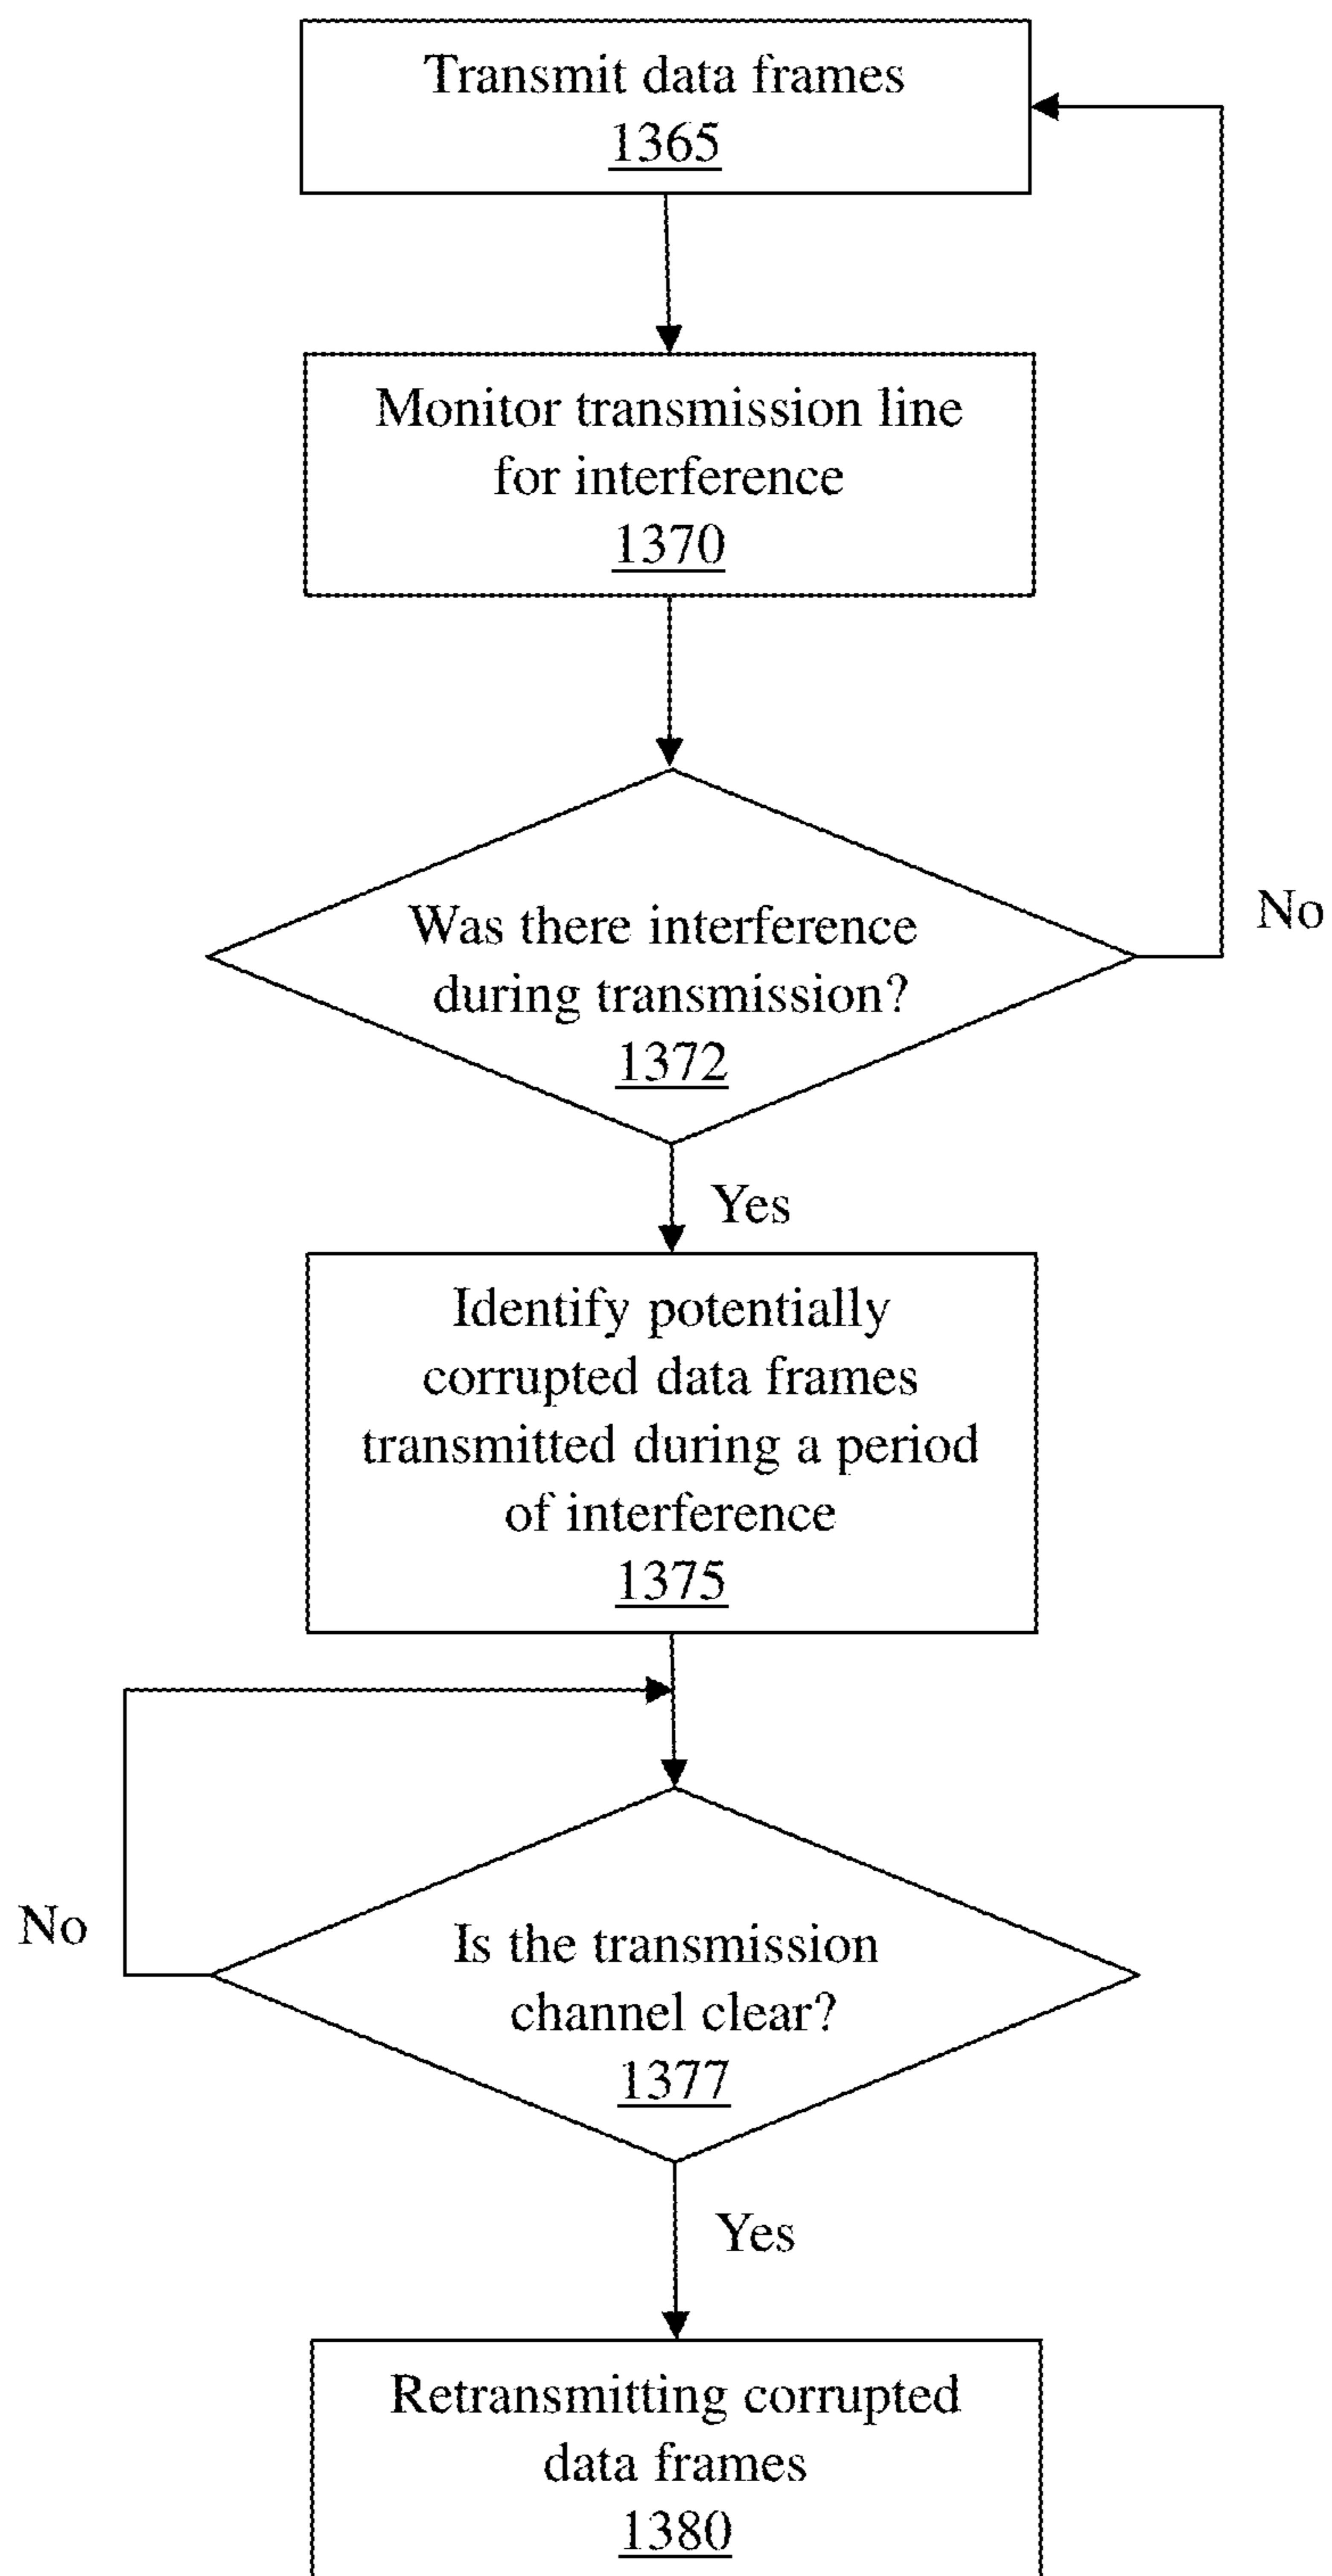 Transmit data frames
1365
Monitor transmission line
for interference
1370
Was there interference
during transmission?
1372
No
Yes
Identify potentially
corrupted data frames
transmitted during a period
of interference
1375
No
Is the transmission
channel clear?
1377
Yes
Retransmitting corrupted
data frames
1380